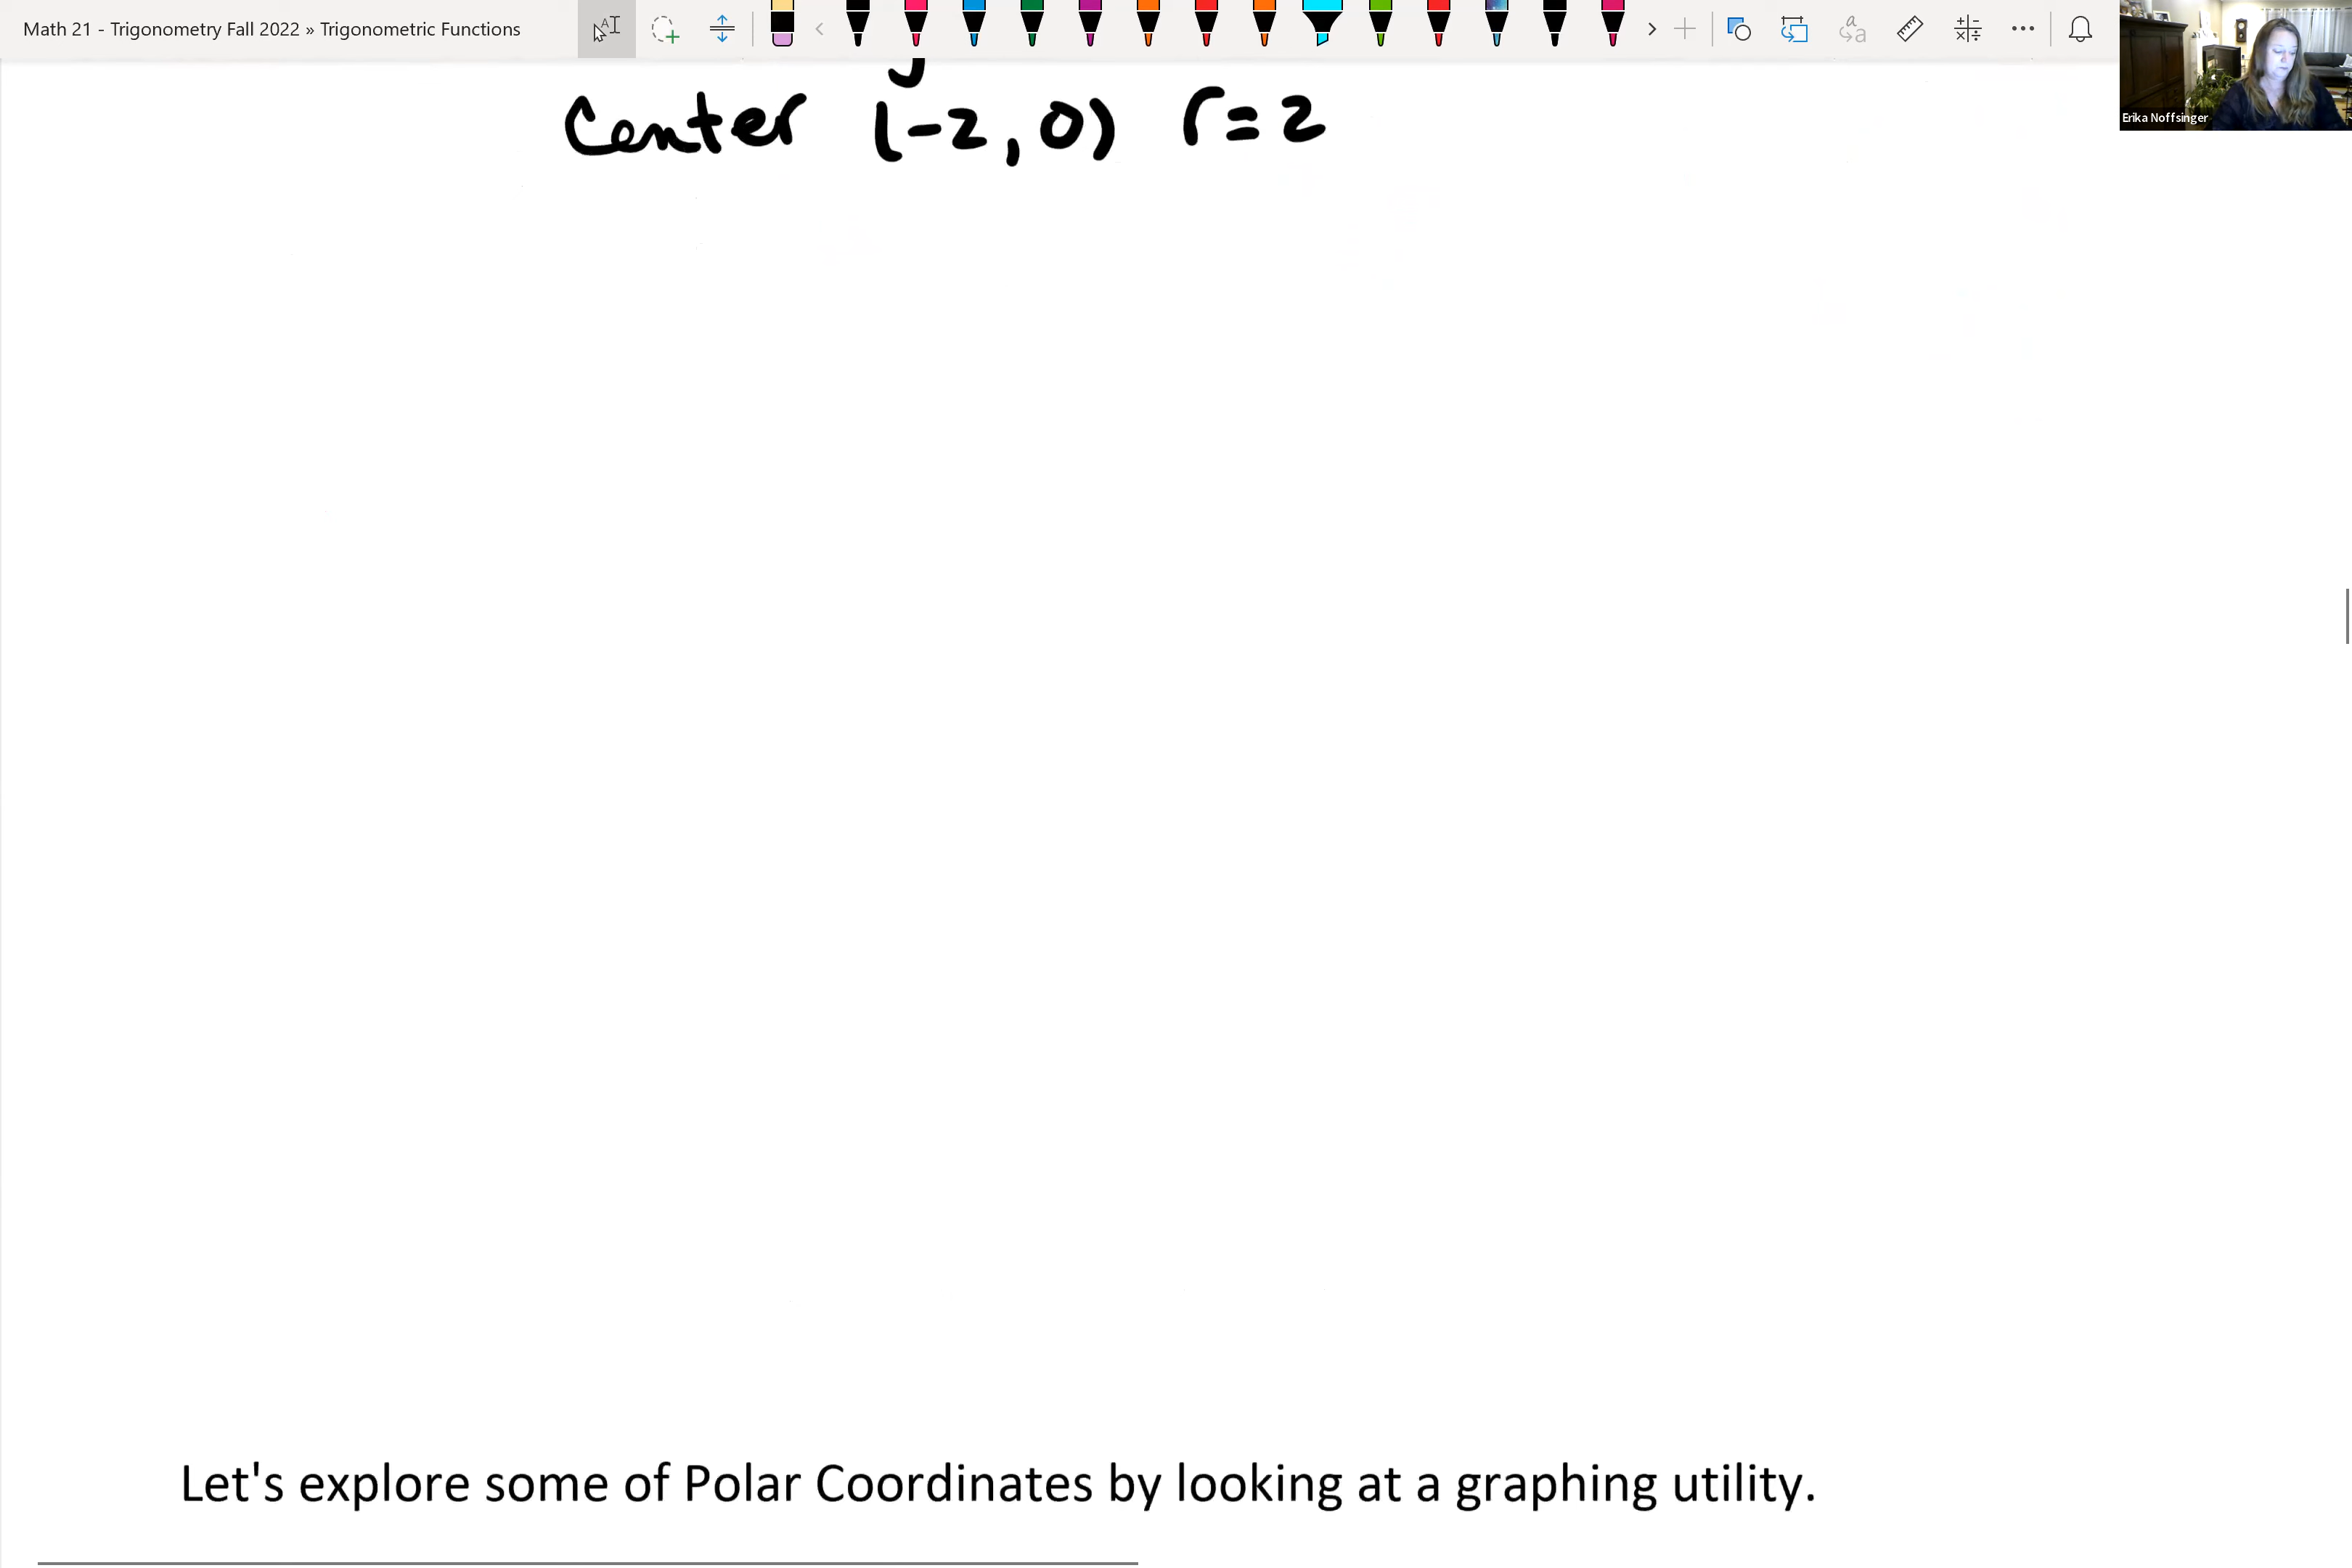 Math 21 - Trigonometry Fall 2022 » Trigonometric Functions
Erika Noffsinger
Center (-2, 0) r=2
Let's explore some of Polar Coordinates by looking at a graphing utility.